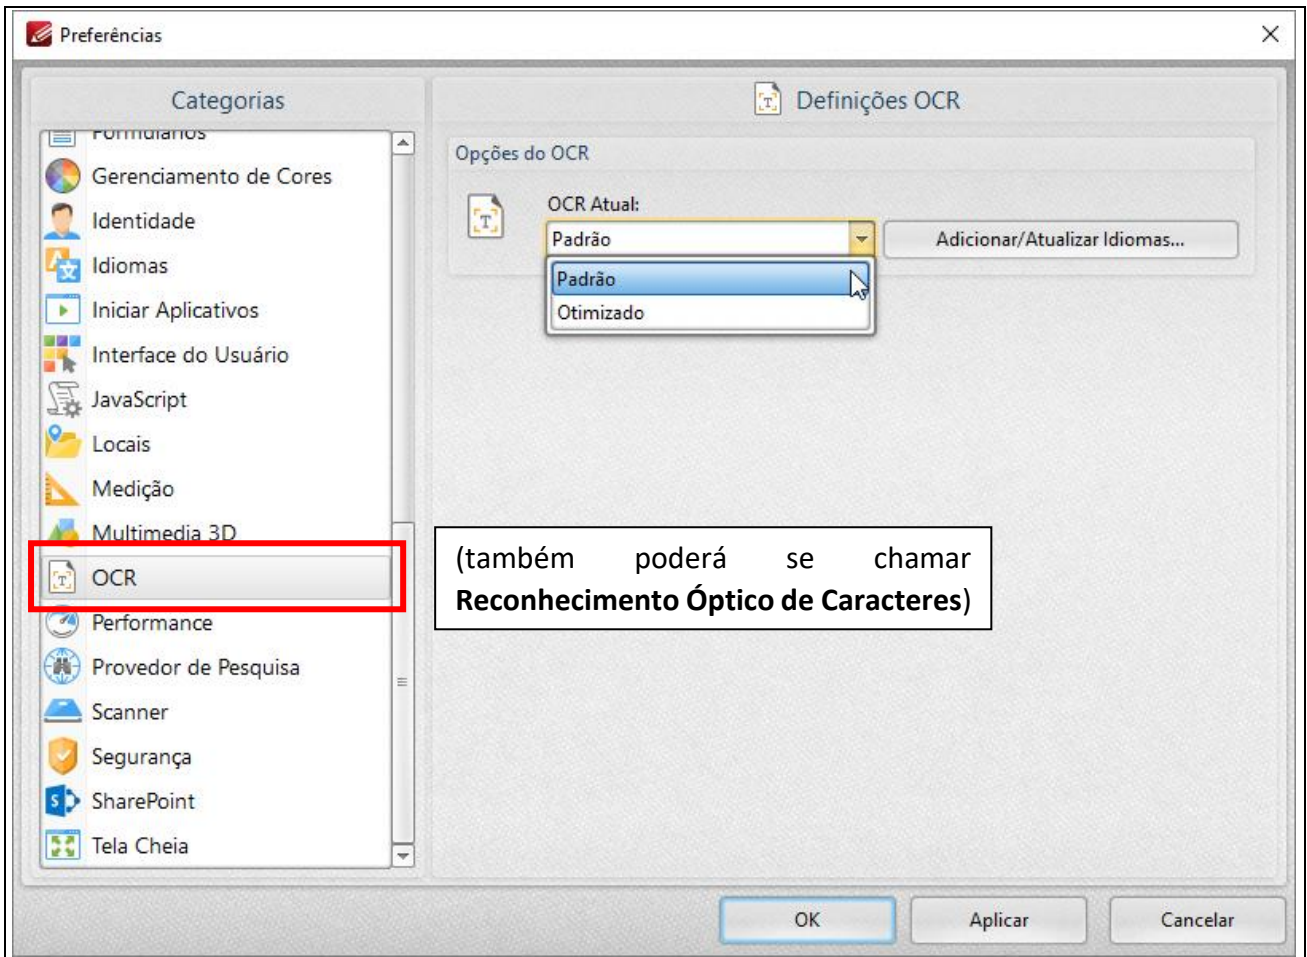 Preferências
Categorias
Formulários
Gerenciamento de Cores
Identidade
Idiomas
Iniciar Aplicativos
Interface do Usuário
JavaScript
Locais
Medição
Multimedia 3D
OCR
Performance
Provedor de Pesquisa
Scanner
Segurança
SharePoint
Tela Cheia
Definições OCR
Opções do OCR
OCR Atual:
Padrão
Adicionar/Atualizar Idiomas...
Padrão
Otimizado
(também poderá se chamar
Reconhecimento Óptico de Caracteres)
OK
Aplicar
Cancelar